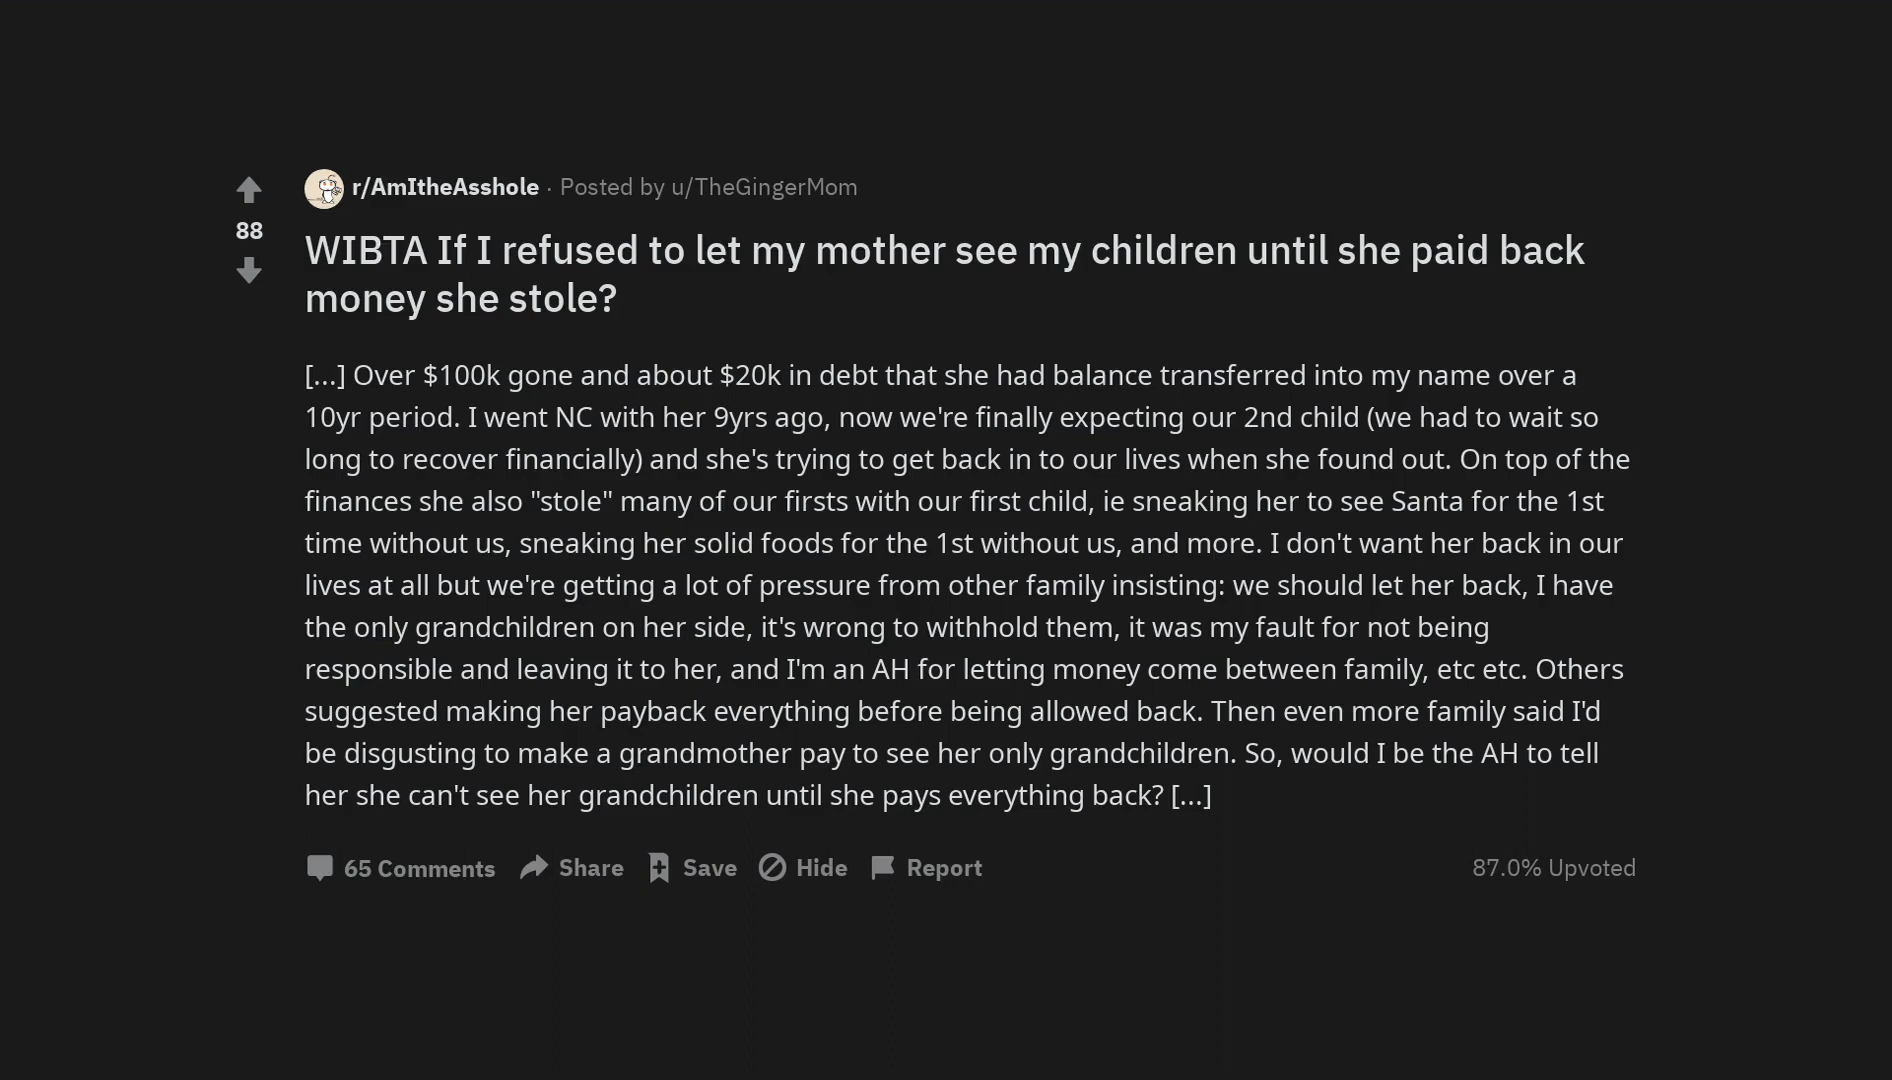 r/AmItheAsshole · Posted by u/TheGingerMom
88
WIBTA If I refused to let my mother see my children until she paid back
money she stole?
[...] Over $100k gone and about $20k in debt that she had balance transferred into my name over a
10yr period. I went NC with her 9yrs ago, now we're finally expecting our 2nd child (we had to wait so
long to recover financially) and she's trying to get back in to our lives when she found out. On top of the
finances she also "stole" many of our firsts with our first child, ie sneaking her to see Santa for the 1st
time without us, sneaking her solid foods for the 1st without us, and more. I don't want her back in our
lives at all but we're getting a lot of pressure from other family insisting: we should let her back, I have
the only grandchildren on her side, it's wrong to withhold them, it was my fault for not being
responsible and leaving it to her, and I'm an AH for letting money come between family, etc etc. Others
suggested making her payback everything before being allowed back. Then even more family said I'd
be disgusting to make a grandmother pay to see her only grandchildren. So, would I be the AH to tell
her she can't see her grandchildren until she pays everything back? [...]
65 Comments Share Save Hide Report 87.0% Upvoted